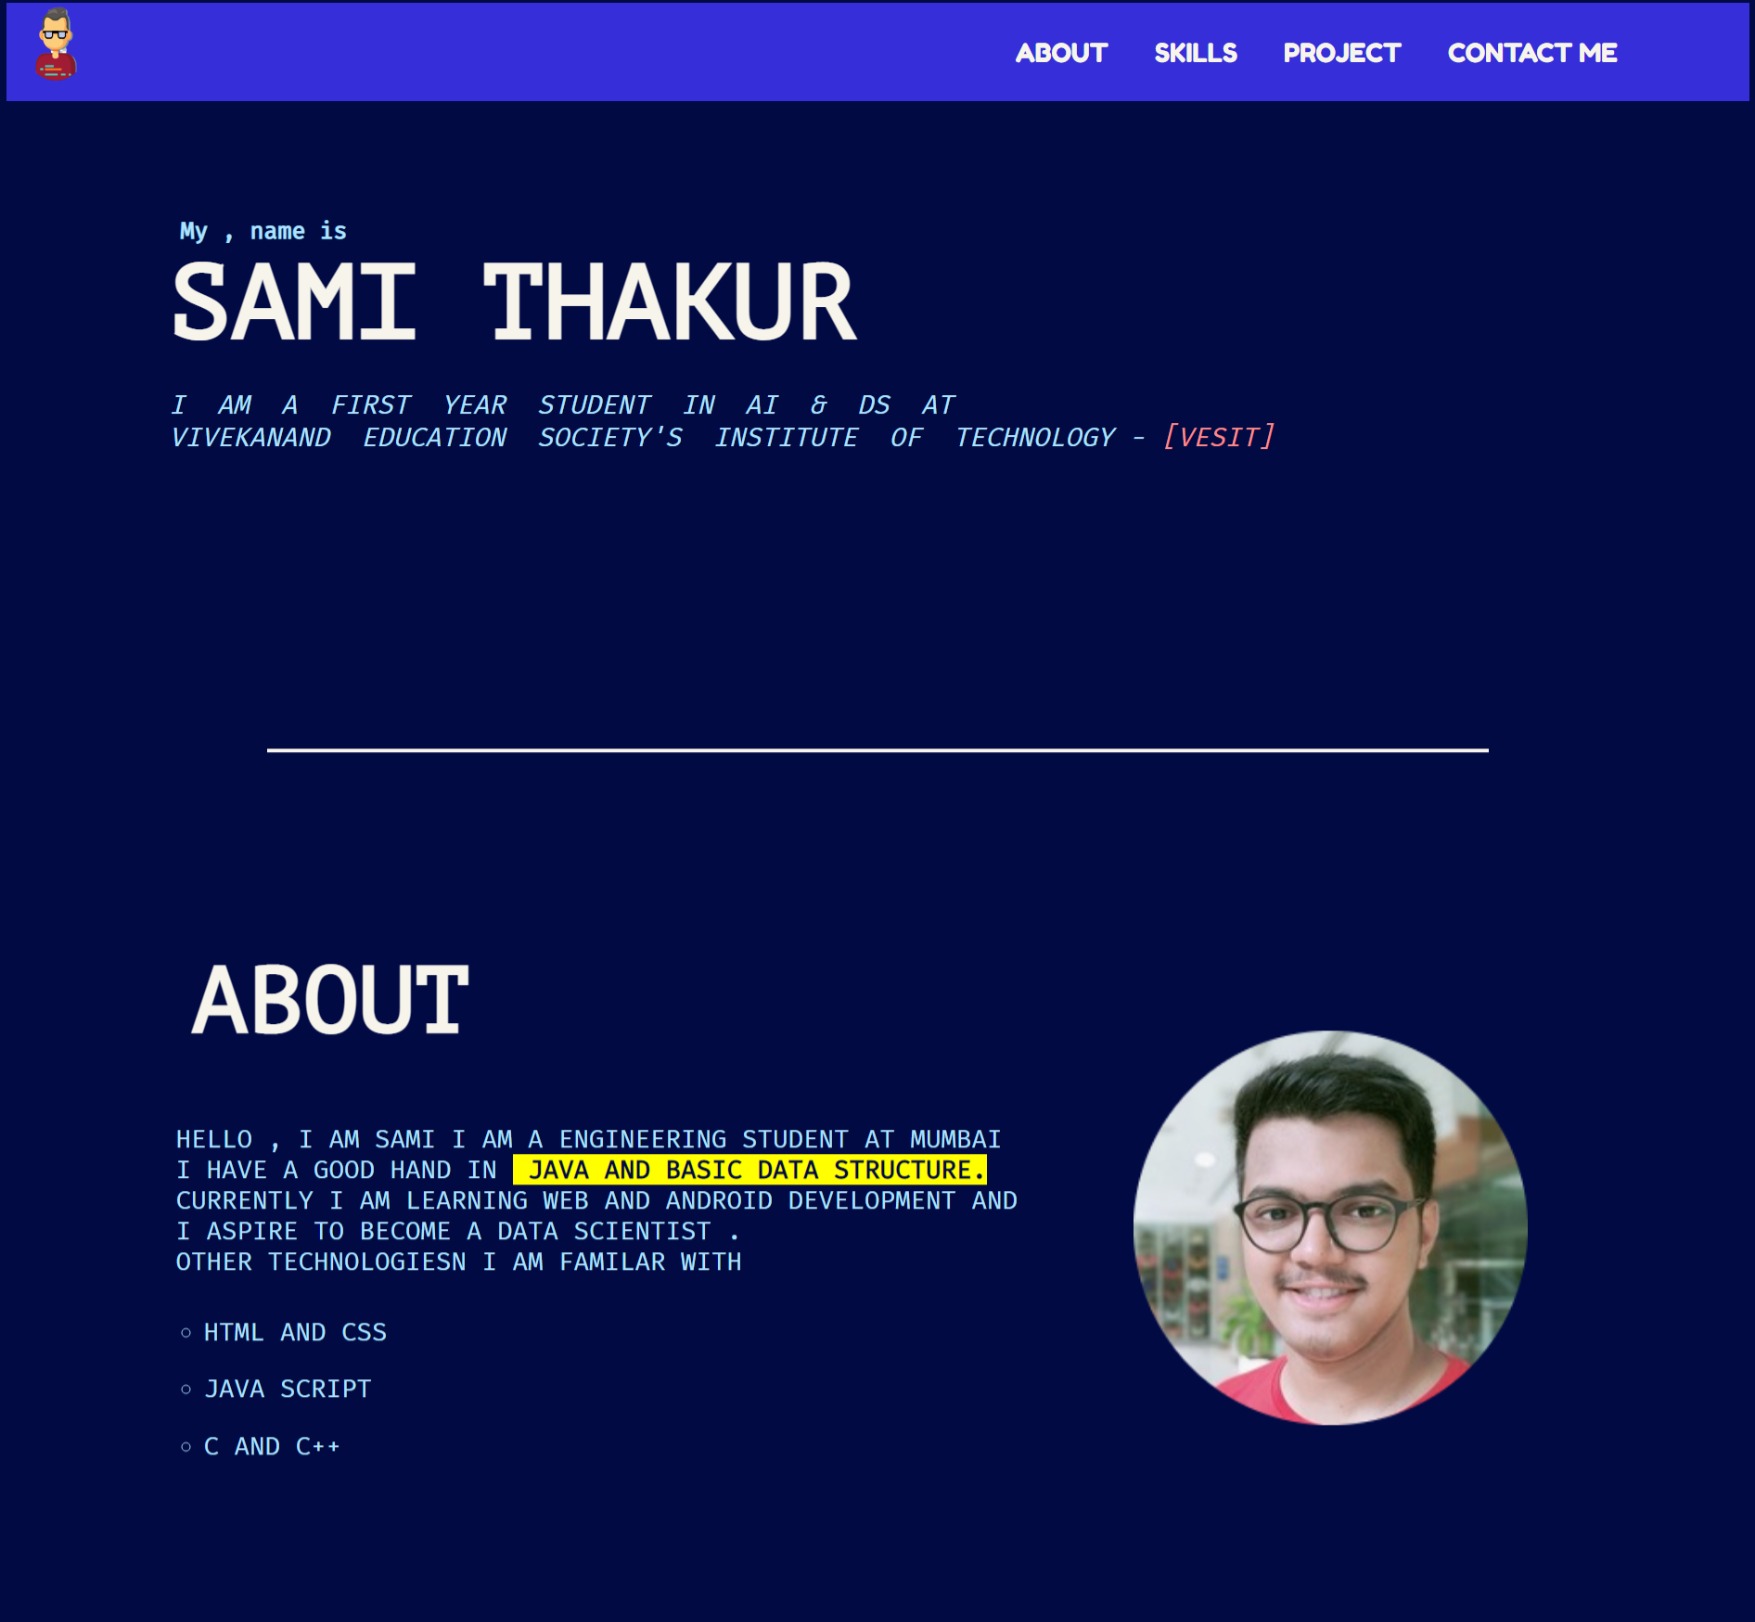 ABOUT SKILLS PROJECT CONTACT ME
My , name is
SAMI THAKUR
I AM A FIRST YEAR STUDENT IN AI & DS AT
VIVEKANAND EDUCATION SOCIETY'S INSTITUTE OF TECHNOLOGY - [VESIT]
ABOUT
HELLO , I AM SAMI I AM A ENGINEERING STUDENT AT MUMBAI
I HAVE A GOOD HAND IN JAVA AND BASIC DATA STRUCTURE.
CURRENTLY I AM LEARNING WEB AND ANDROID DEVELOPMENT AND
I ASPIRE TO BECOME A DATA SCIENTIST .
OTHER TECHNOLOGIESN I AM FAMILAR WITH
○ HTML AND CSS
○ JAVA SCRIPT
○ C AND C++